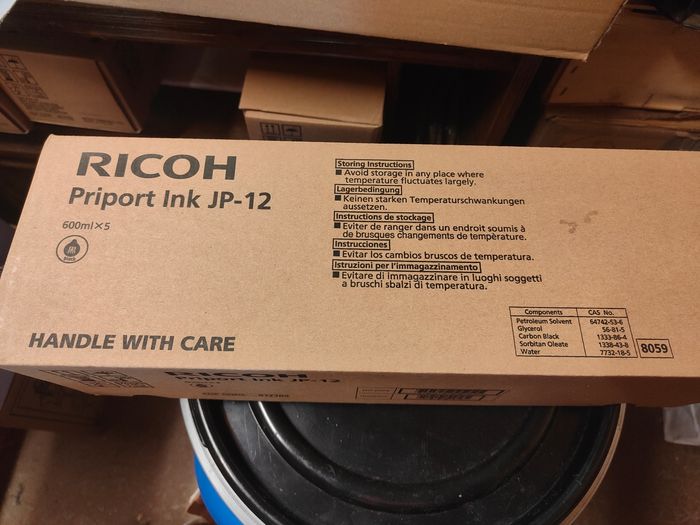 RICOH
Priport Ink JP-12
600ml×5
Black
HANDLE WITH CARE
Storing Instructions
■ Avoid storage in any place where
temperature fluctuates largely.
Lagerbedingung
■ Keinen starken Temperaturschwankungen
aussetzen.
Instructions de stockage
■ Eviter de ranger dans un endroit soumis à
de brusques changements de tempèrature.
Instrucciones
■ Evitar los cambios bruscos de temperatura.
Istruzioni per l'immagazzinamento
■ Evitare di immagazzinare in luoghi soggetti
a bruschi sbalzi di temperatura.
Components CAS No.
Petroleum Solvent 64742-53-6
Glycerol 56-81-5
Carbon Black 1333-86-4
Sorbitan Oleate 1338-43-8
Water 7732-18-5
8059
RICOH
Priport Ink JP-12